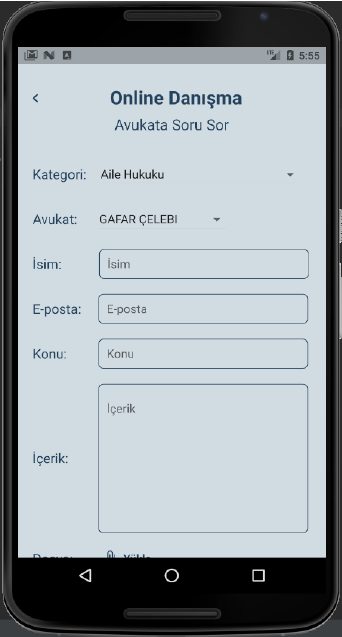 5:55
Online Danışma
Avukata Soru Sor
Kategori: Aile Hukuku
Avukat: GAFAR ÇELEBİ
İsim: İsim
E-posta: E-posta
Konu: Konu
İçerik
İçerik: